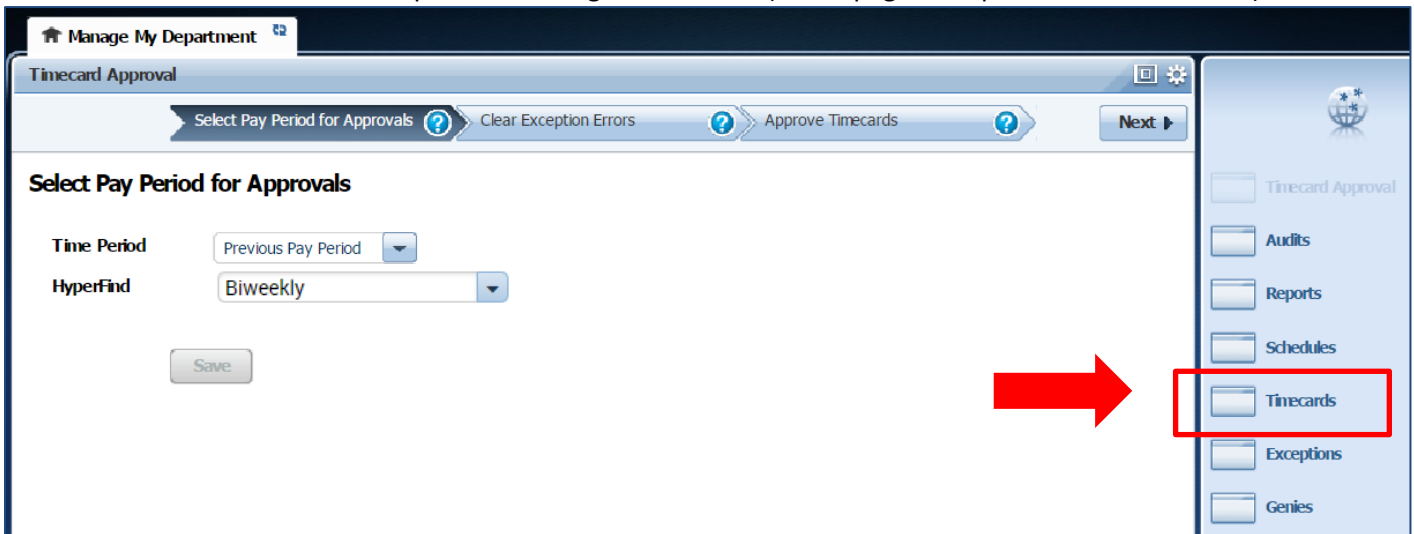 Manage My Department
Timecard Approval
Select Pay Period for Approvals ? Clear Exception Errors ? Approve Timecards ? Next
Select Pay Period for Approvals
Time Period Previous Pay Period
HyperFind Biweekly
Save
Timecard Approval
Audits
Reports
Schedules
Timecards
Exceptions
Genies